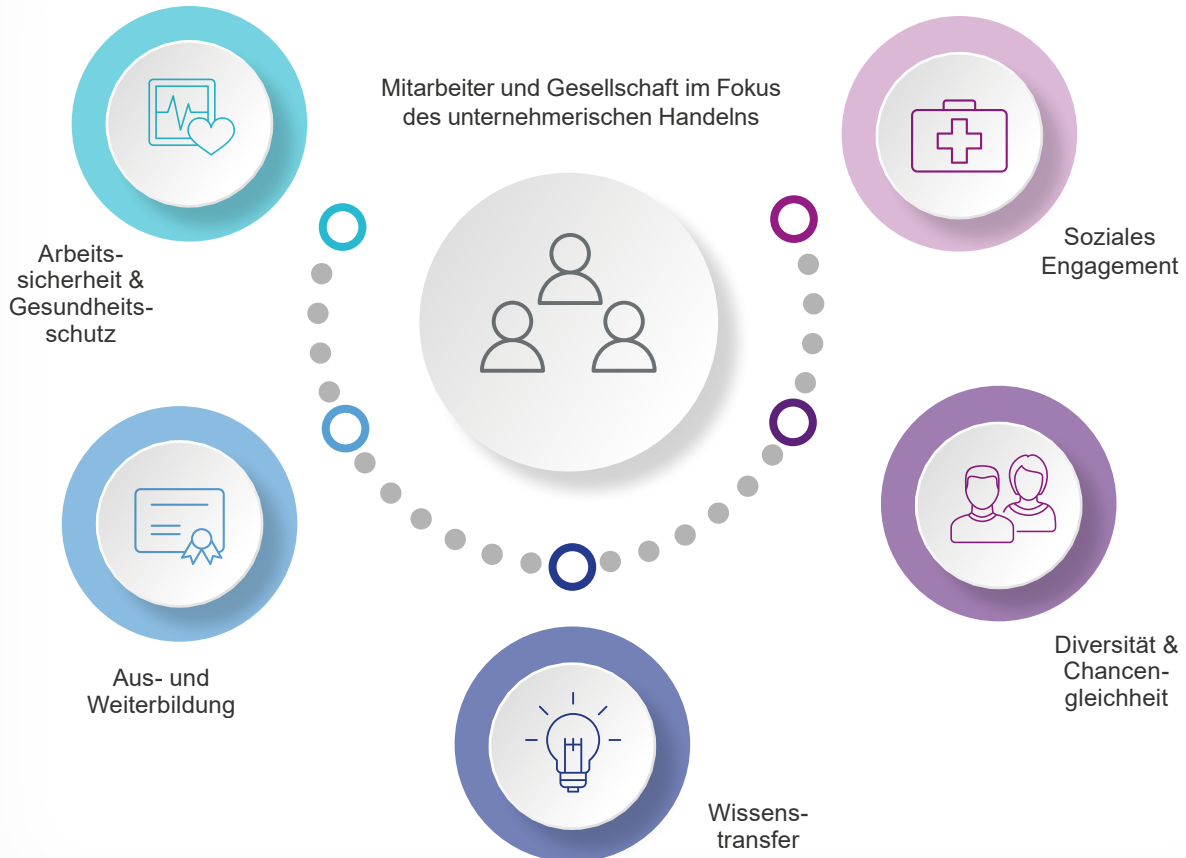 Mitarbeiter und Gesellschaft im Fokus
des unternehmerischen Handelns
Arbeits-
sicherheit &
Gesundheits-
schutz
Soziales
Engagement
Aus- und
Weiterbildung
Diversität &
Chancen-
gleichheit
Wissens-
transfer